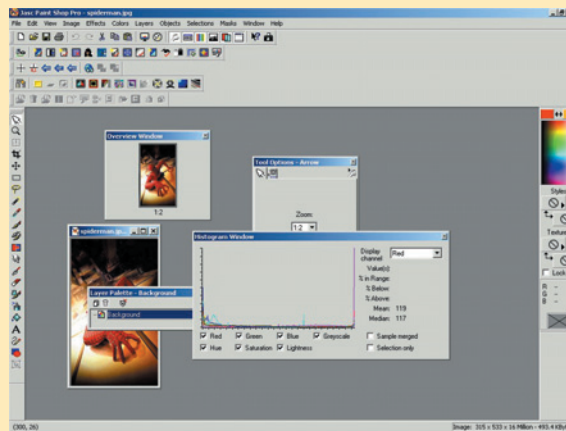 Jasc Paint Shop Pro - spiderman.jpg
File Edit View Image Effects Colors Layers Objects Selections Masks Window Help
Overview Window
1:2
Tool Options - Arrow
Zoom:
1:2
spiderman.jp...
Histogram Window
Display channel
Red
Value(s):
% in Range:
% Below:
% Above:
Mean: 119
Median: 117
Red Green Blue Greyscale
Hue Saturation Lightness
Sample merged
Selection only
Layer Palette - Background
Background
Styles
Texture
Lock
R: --
G: --
B: --
(300, 26)
Image: 315 x 533 x 16 Million - 493.4 KBytes